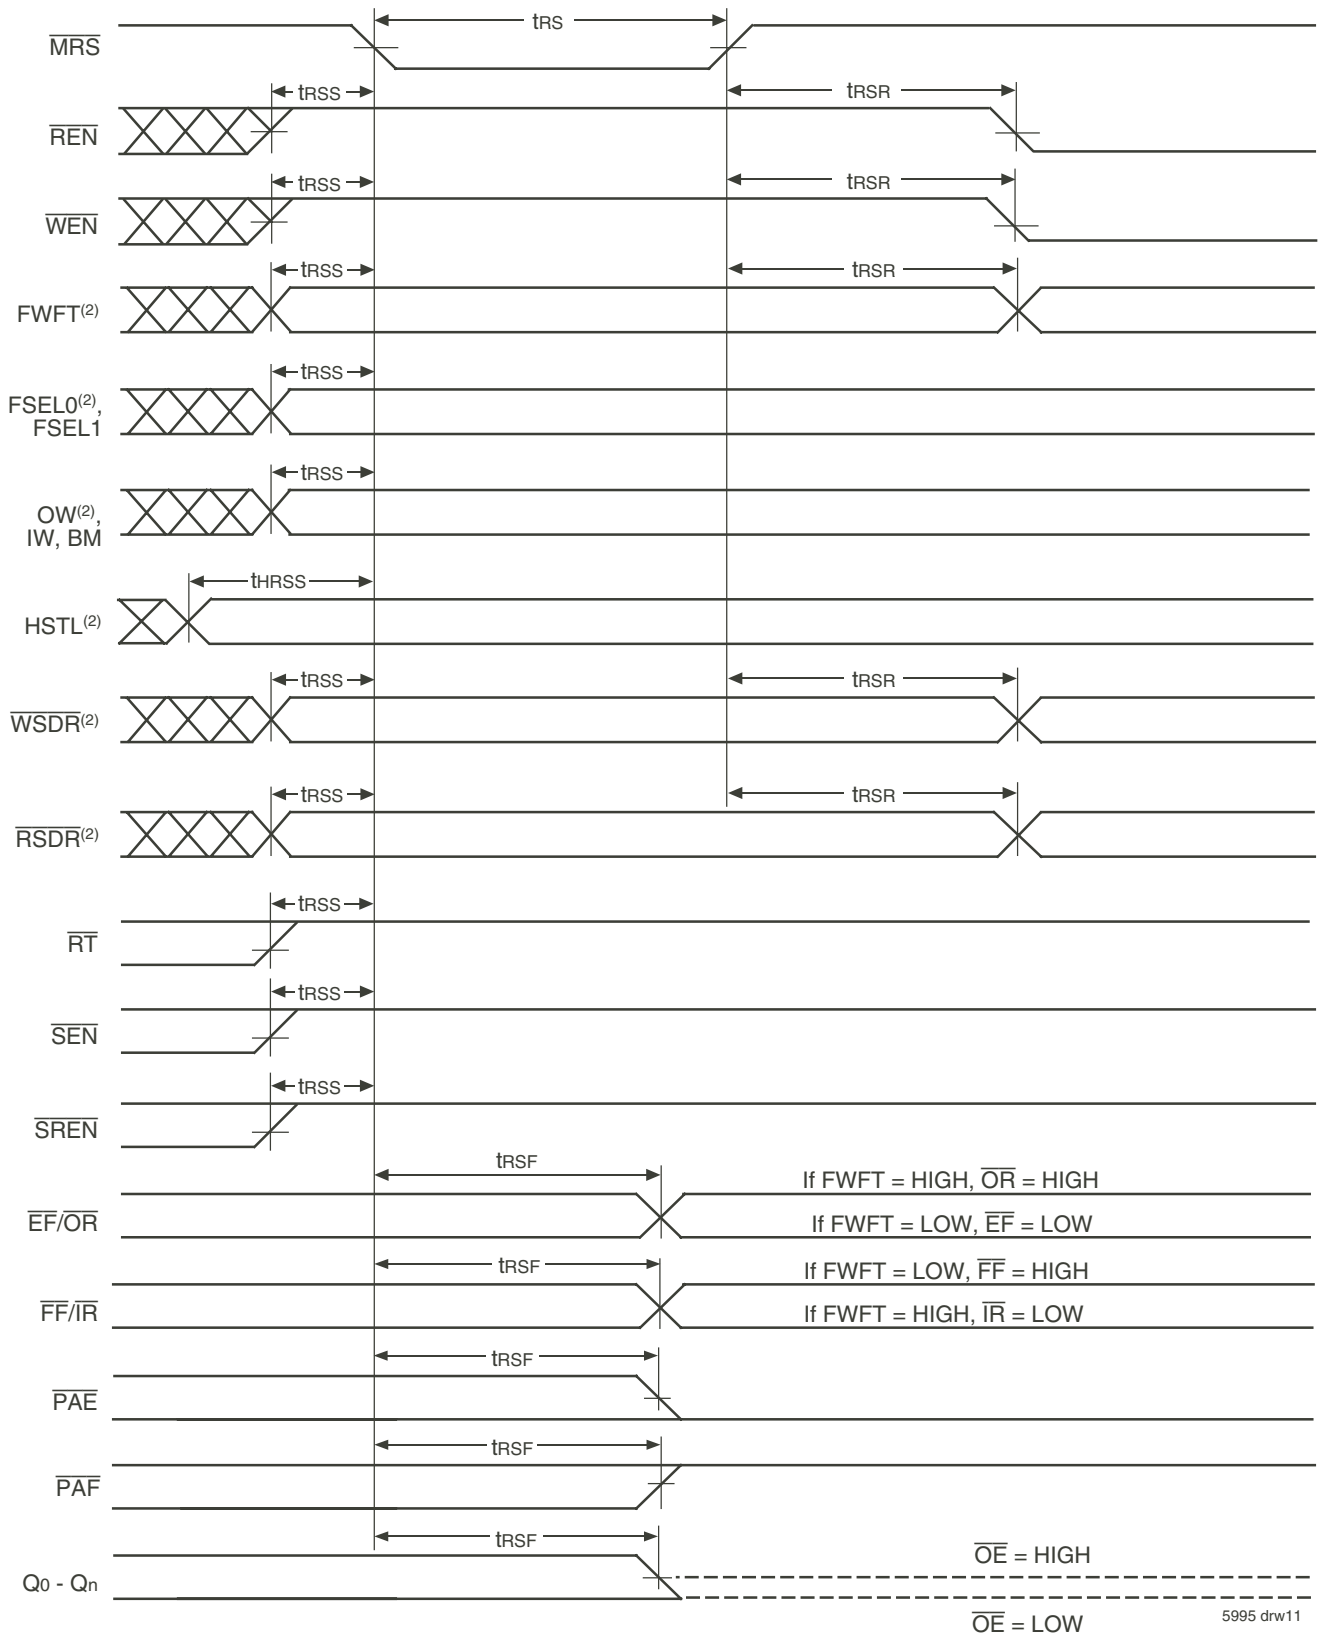 tRS
MRS
tRSS
tRSR
REN
tRSS
tRSR
WEN
tRSS
tRSR
FWFT(2)
tRSS
FSEL0(2),
FSEL1
tRSS
OW(2),
IW, BM
tHRSS
HSTL(2)
tRSS
tRSR
WSDR(2)
tRSS
tRSR
RSDR(2)
tRSS
RT
tRSS
SEN
tRSS
SREN
tRSF
If FWFT = HIGH, OR = HIGH
EF/OR
If FWFT = LOW, EF = LOW
tRSF
If FWFT = LOW, FF = HIGH
FF/IR
If FWFT = HIGH, IR = LOW
tRSF
PAE
tRSF
PAF
tRSF
OE = HIGH
Q0 - Qn
OE = LOW
5995 drw11